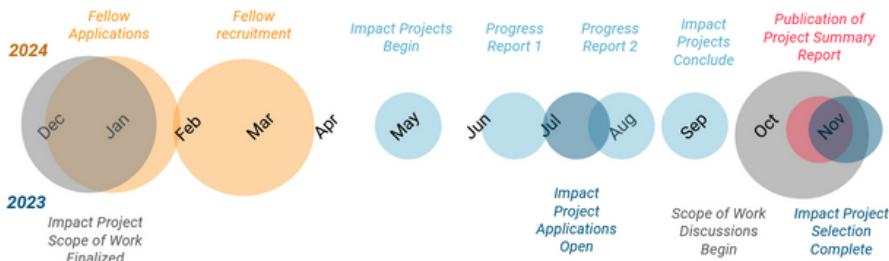 Fellow
Applications
Fellow
recruitment
Impact Projects
Begin
Progress
Report 1
Progress
Report 2
Impact
Projects
Conclude
Publication of
Project Summary
Report
2024
Dec
Jan
Feb
Mar
Apr
May
Jun
Jul
Aug
Sep
Oct
Nov
2023
Impact Project
Scope of Work
Finalized
Impact
Project
Applications
Open
Scope of Work
Discussions
Begin
Impact Project
Selection
Complete